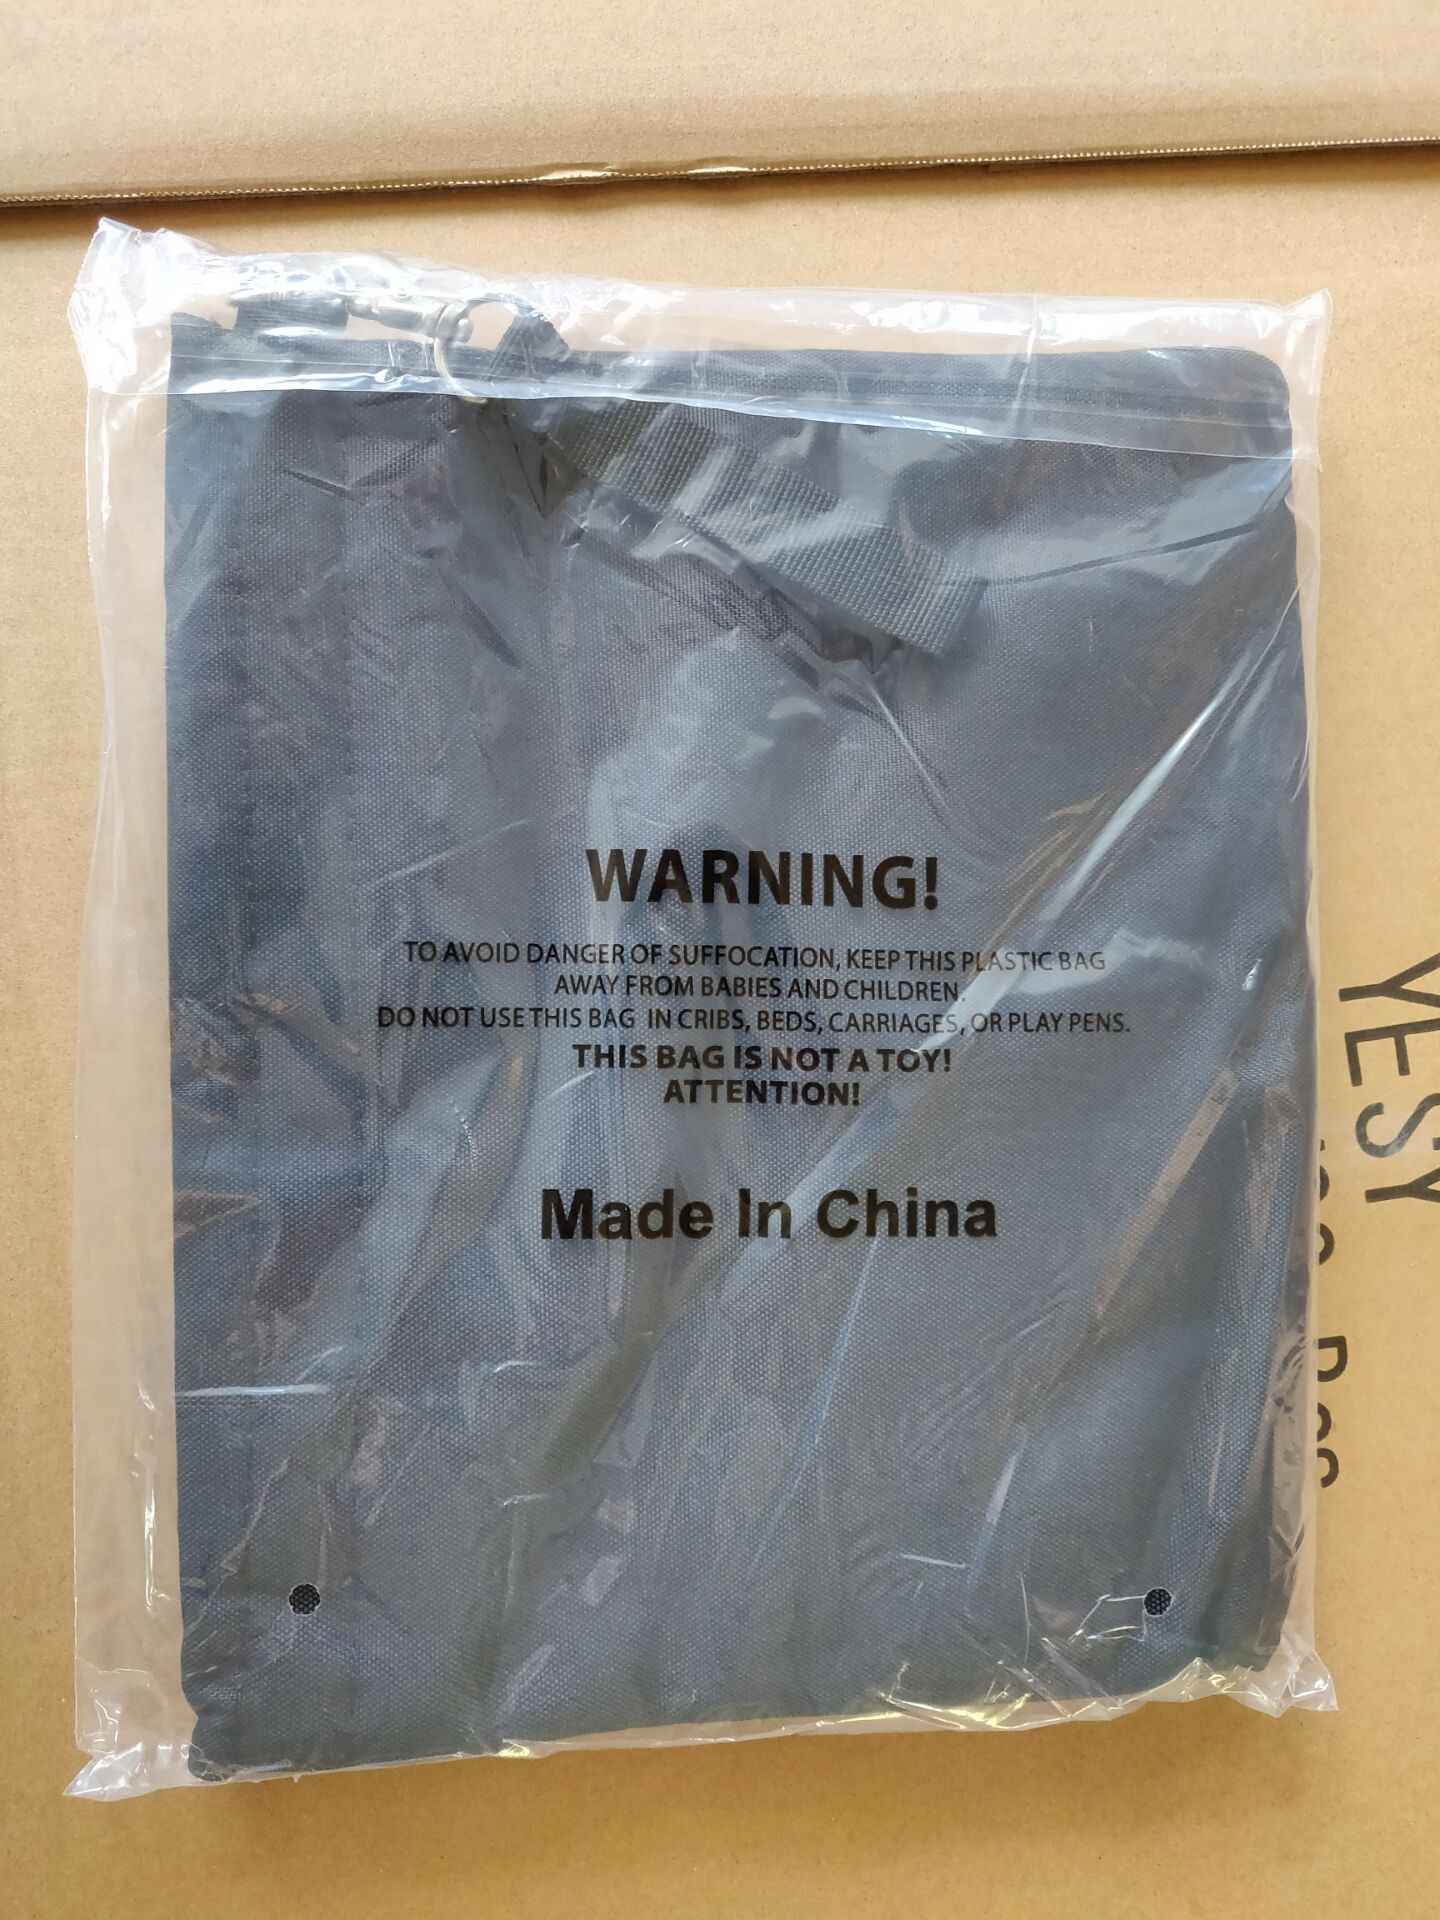 WARNING!
TO AVOID DANGER OF SUFFOCATION, KEEP THIS PLASTIC BAG
AWAY FROM BABIES AND CHILDREN.
DO NOT USE THIS BAG IN CRIBS, BEDS, CARRIAGES, OR PLAY PENS.
THIS BAG IS NOT A TOY!
ATTENTION!
Made In China
YESY